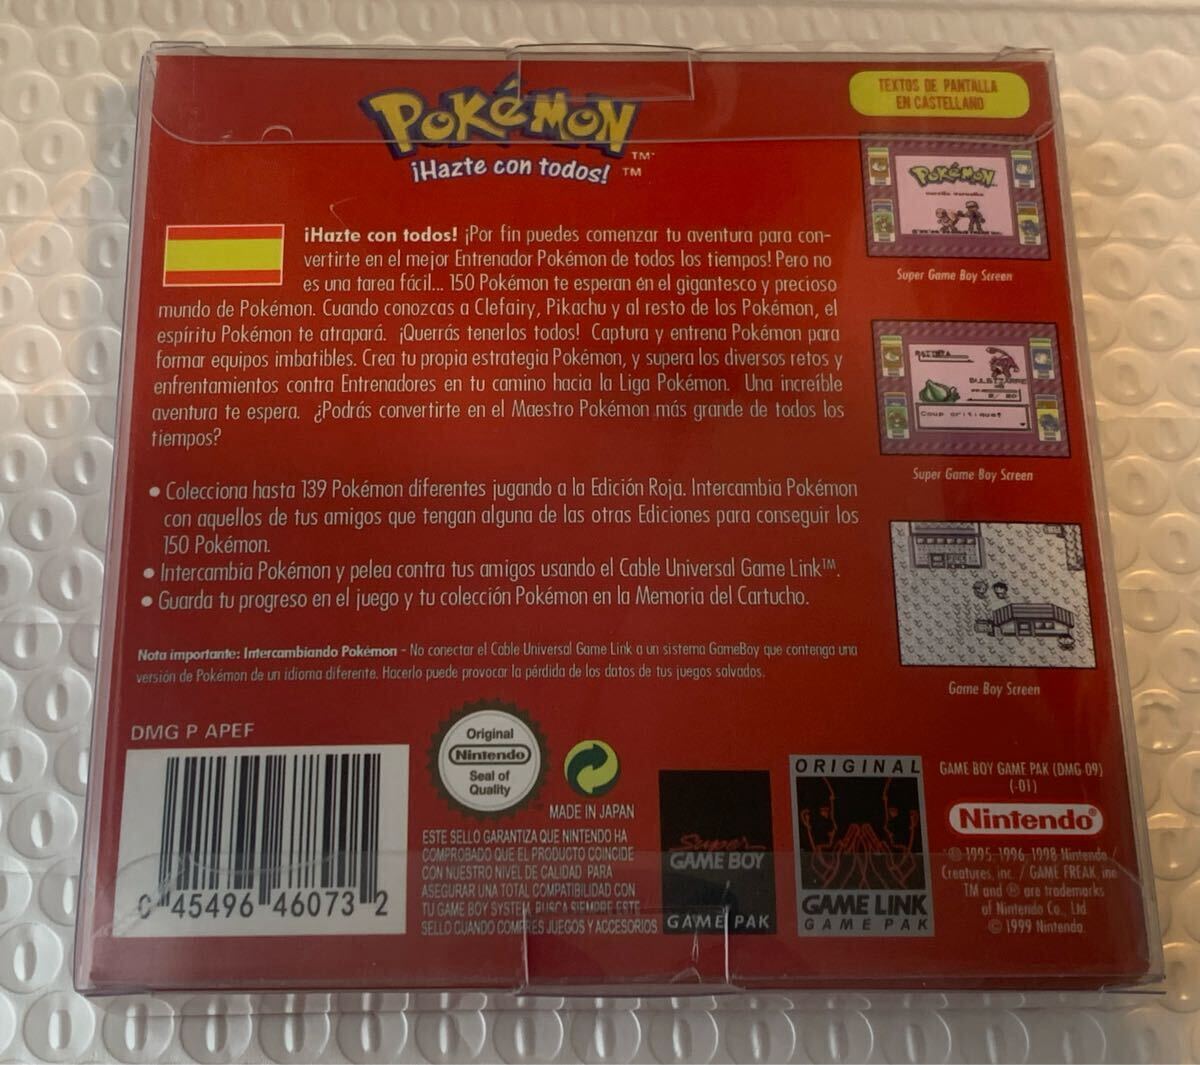 POKéMON
¡Hazte con todos!
TM
TM
TEXTOS DE PANTALLA
EN CASTELLANO
POKéMON
Super Game Boy Screen
¡Hazte con todos! ¡Por fin puedes comenzar tu aventura para con-
vertirte en el mejor Entrenador Pokémon de todos los tiempos! Pero no
es una tarea fácil... 150 Pokémon te esperan én el gigantesco y precioso
mundo de Pokémon. Cuando conozcas a Clefairy, Pikachu y al resto de los Pokémon, el
espíritu Pokémon te atrapará. ¡Querrás tenerlos todos! Captura y entrena Pokémon para
formar equipos imbatibles. Crea tu propia estrategia Pokémon, y supera los diversos retos y
enfrentamientos contra Entrenadores en tu camino hacia la Liga Pokémon. Una increíble
aventura te espera. ¿Podrás convertirte en el Maestro Pokémon más grande de todos los
tiempos?
BULBIZARRE
Coup critique!
Super Game Boy Screen
• Colecciona hasta 139 Pokémon diferentes jugando a la Edición Roja. Intercambia Pokémon
con aquellos de tus amigos que tengan alguna de las otras Ediciones para conseguir los
150 Pokémon.
• Intercambia Pokémon y pelea contra tus amigos usando el Cable Universal Game Link™.
• Guarda tu progreso en el juego y tu colección Pokémon en la Memoria del Cartucho.
Game Boy Screen
Nota importante: Intercambiando Pokémon - No conectar el Cable Universal Game Link a un sistema GameBoy que contenga una
versión de Pokémon de un idioma diferente. Hacerlo puede provocar la pérdida de los datos de tus juegos salvados.
DMG P APEF
0 45496 46073 2
Original
Nintendo
Seal of
Quality
MADE IN JAPAN
ESTE SELLO GARANTIZA QUE NINTENDO HA
COMPROBADO QUE EL PRODUCTO COINCIDE
CON NUESTRO NIVEL DE CALIDAD. PARA
ASEGURAR UNA TOTAL COMPATIBILIDAD CON
TU GAME BOY SYSTEM, BUSCA SIEMPRE ESTE
SELLO CUANDO COMPRES JUEGOS Y ACCESORIOS
Super
GAME BOY
GAME PAK
ORIGINAL
GAME LINK
GAME PAK
GAME BOY GAME PAK (DMG 09)
(-01)
Nintendo®
© 1995, 1996, 1998 Nintendo /
Creatures, inc. / GAME FREAK, inc.
TM and ® are trademarks
of Nintendo Co., Ltd.
© 1999 Nintendo.